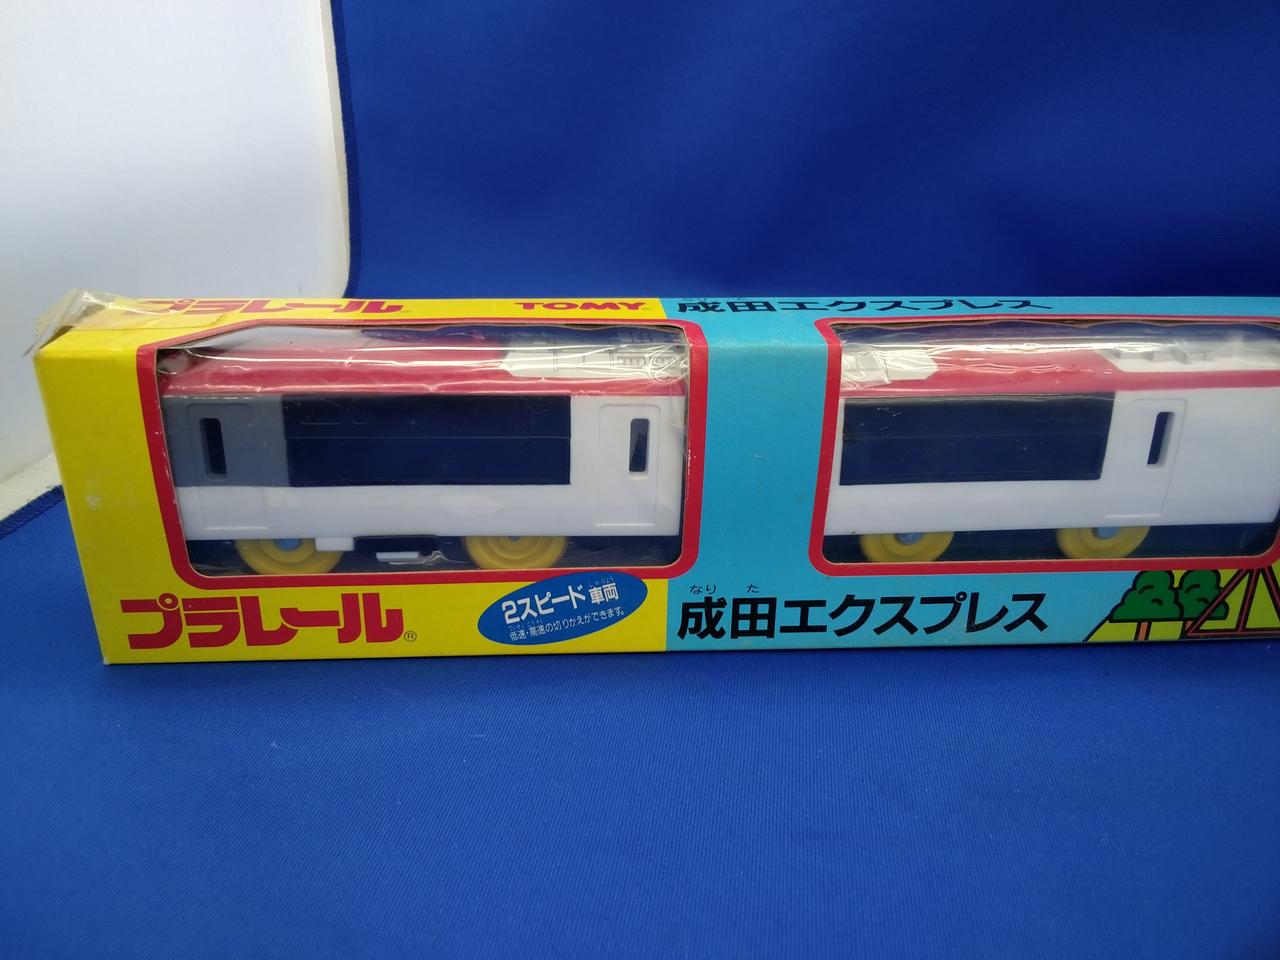 プラレール
TOMY
成田エクスプレス
プラレール®
2スピード車両
低速・高速の切りかえができます。
なりた
成田エクスプレス